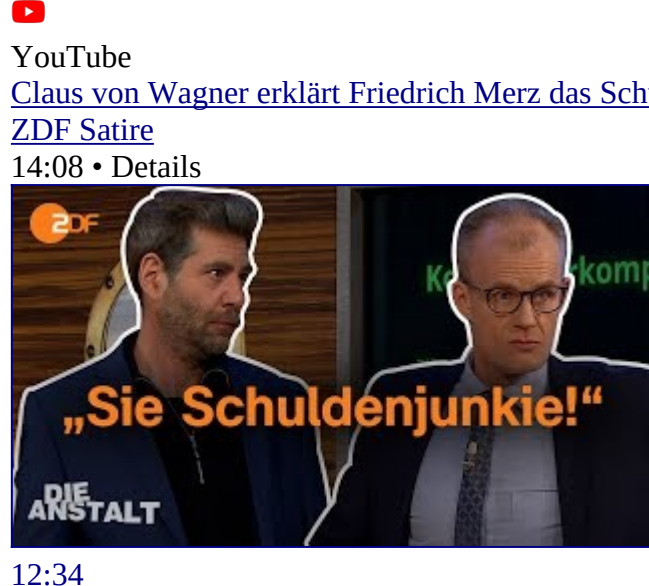 YouTube
Claus von Wagner erklärt Friedrich Merz das Sch
ZDF Satire
14:08 • Details
ZDF
„Sie Schuldenjunkie!“
DIE
ANSTALT
12:34